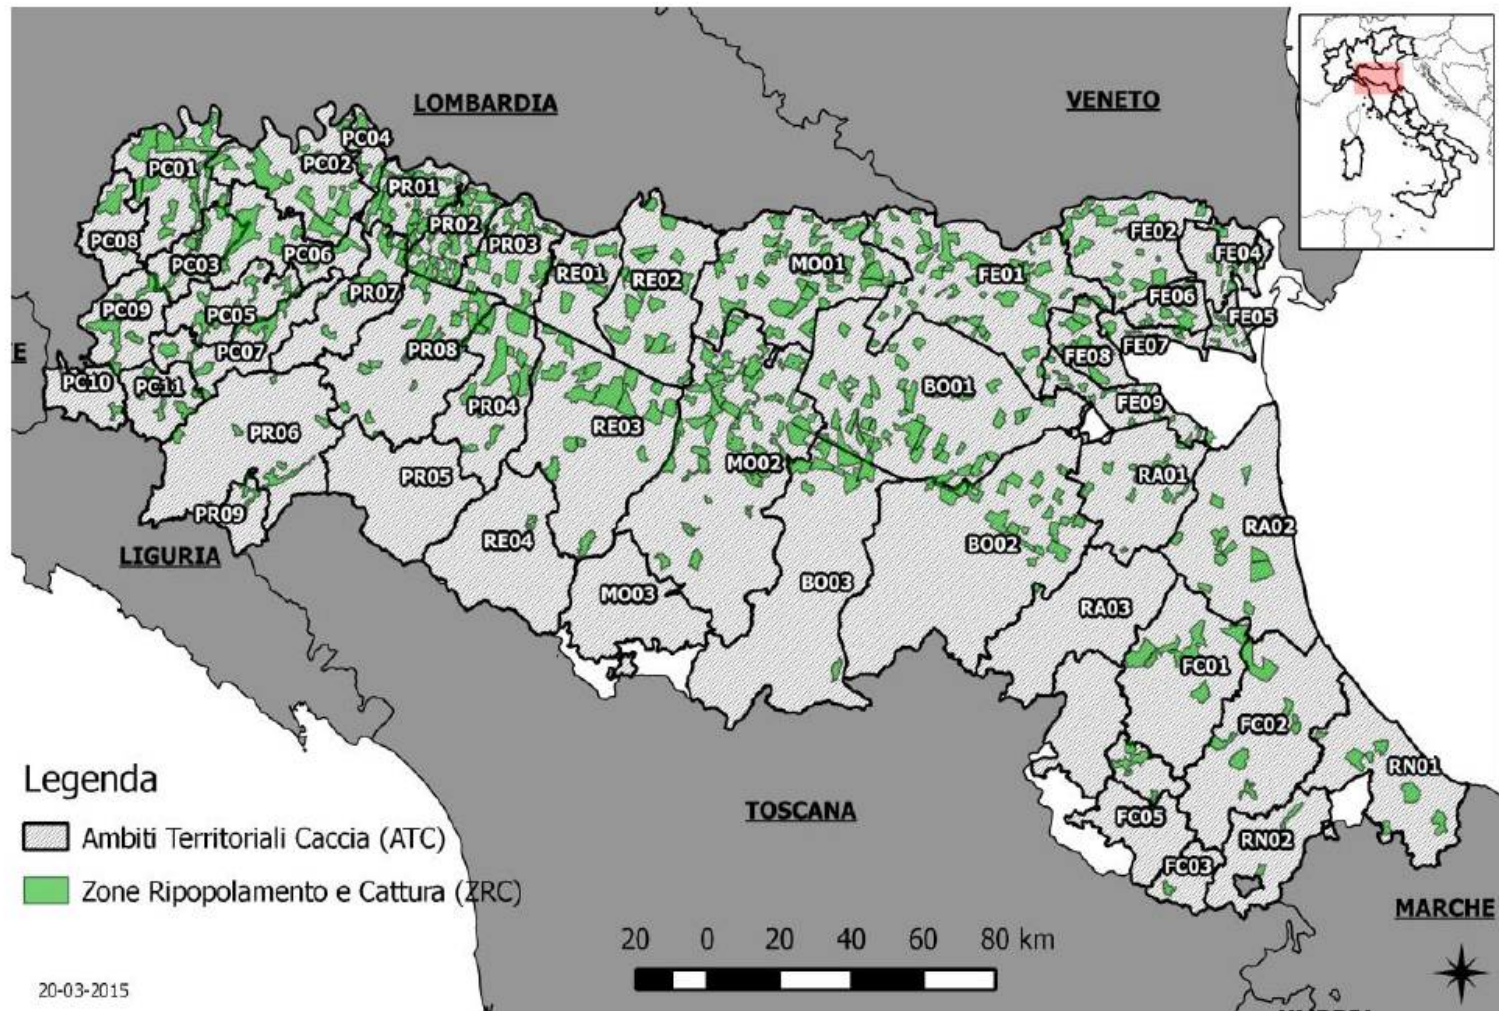 LOMBARDIA
VENETO
PC04
PC01
PC02
PR01
PR02
FE02
PC08
PR03
PC06
FE04
PC03
MO01
RE01
RE02
FE01
PR07
FE06
PC09
PC05
FE05
FE07
PR08
PC07
FE08
E
PC10
PC11
BO01
PR04
FE09
RE03
PR06
MO02
PR05
RA01
PR09
RA02
RE04
BO02
LIGURIA
BO03
MO03
RA03
FC01
FC02
RN01
Legenda
TOSCANA
FC05
Ambiti Territoriali Caccia (ATC)
RN02
FC03
Zone Ripopolamento e Cattura (ZRC)
MARCHE
20 0 20 40 60 80 km
20-03-2015